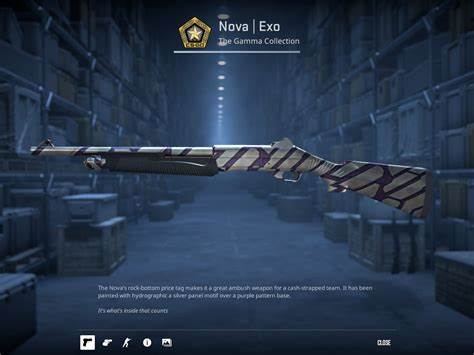 Nova | Exo
The Gamma Collection
CS:GO
The Nova's rock-bottom price tag makes it a great ambush weapon for a cash-strapped team. It has been
painted with hydrographic a silver panel motif over a purple pattern base.
It's what's inside that counts
CLOSE